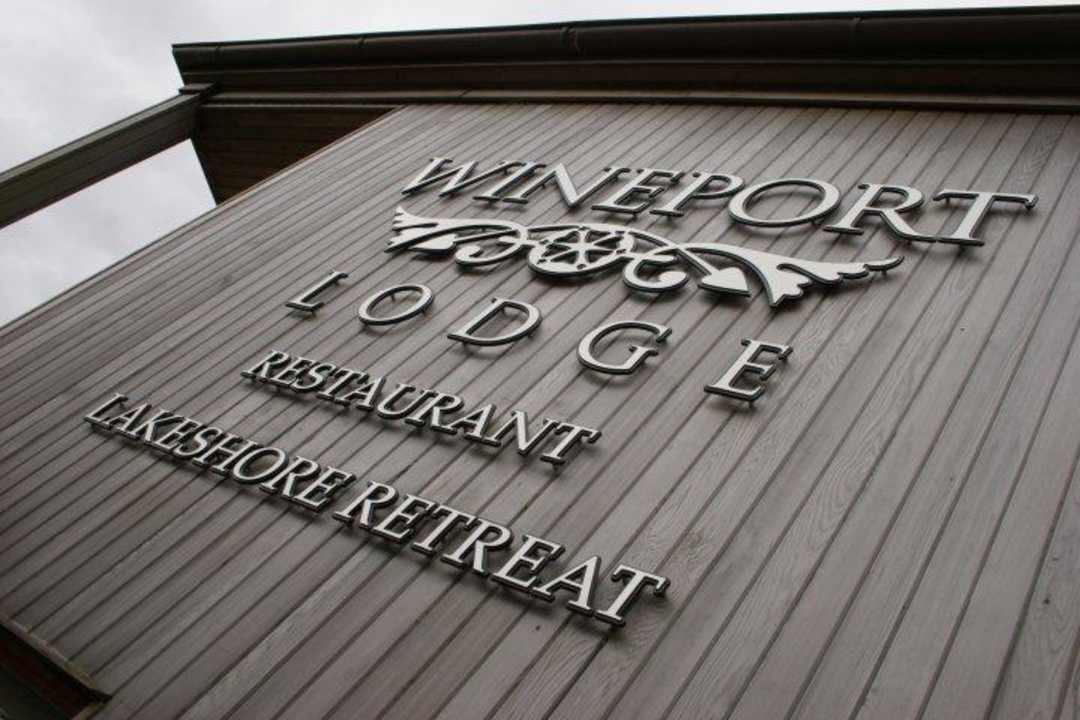 WINEPORT
LODGE
RESTAURANT
LAKESHORE RETREAT